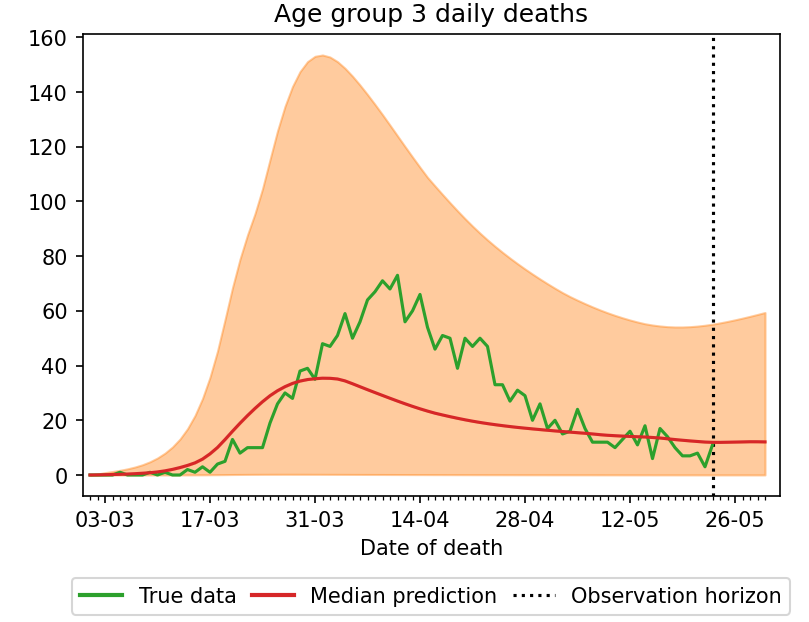 Age group 3 daily deaths
160
140
120
100
80
60
40
20
0
03-03 17-03 31-03 14-04 28-04 12-05 26-05
Date of death
True data Median prediction Observation horizon